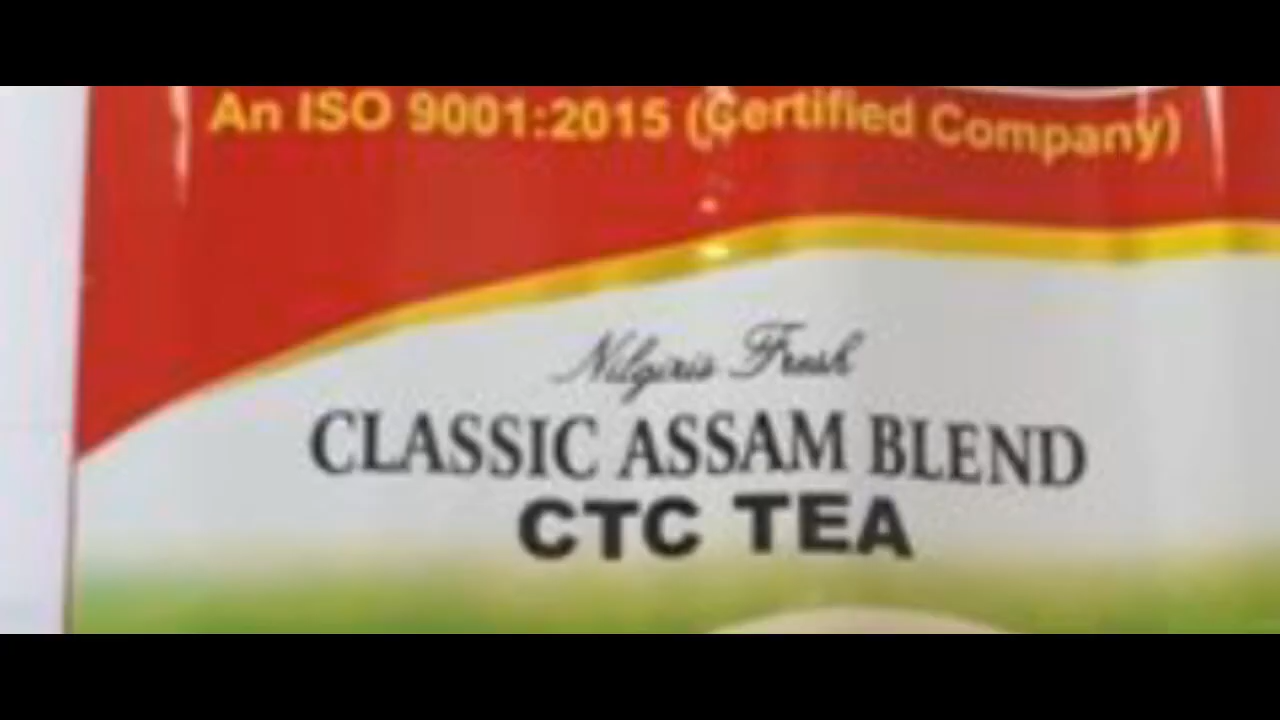 An ISO 9001:2015 (Certified Company)
Nilgiris Fresh
CLASSIC ASSAM BLEND
CTC TEA